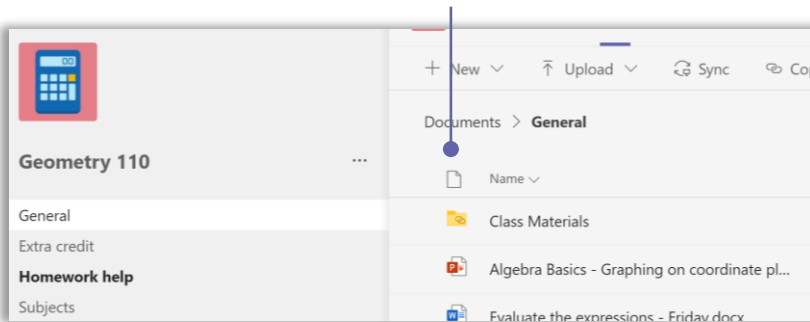 New Upload Sync
Documents > General
Geometry 110 ...
Name
General
Class Materials
Extra credit
Algebra Basics - Graphing on coordinate pl...
Homework help
Subjects
Evaluate the expressions - Friday.docx